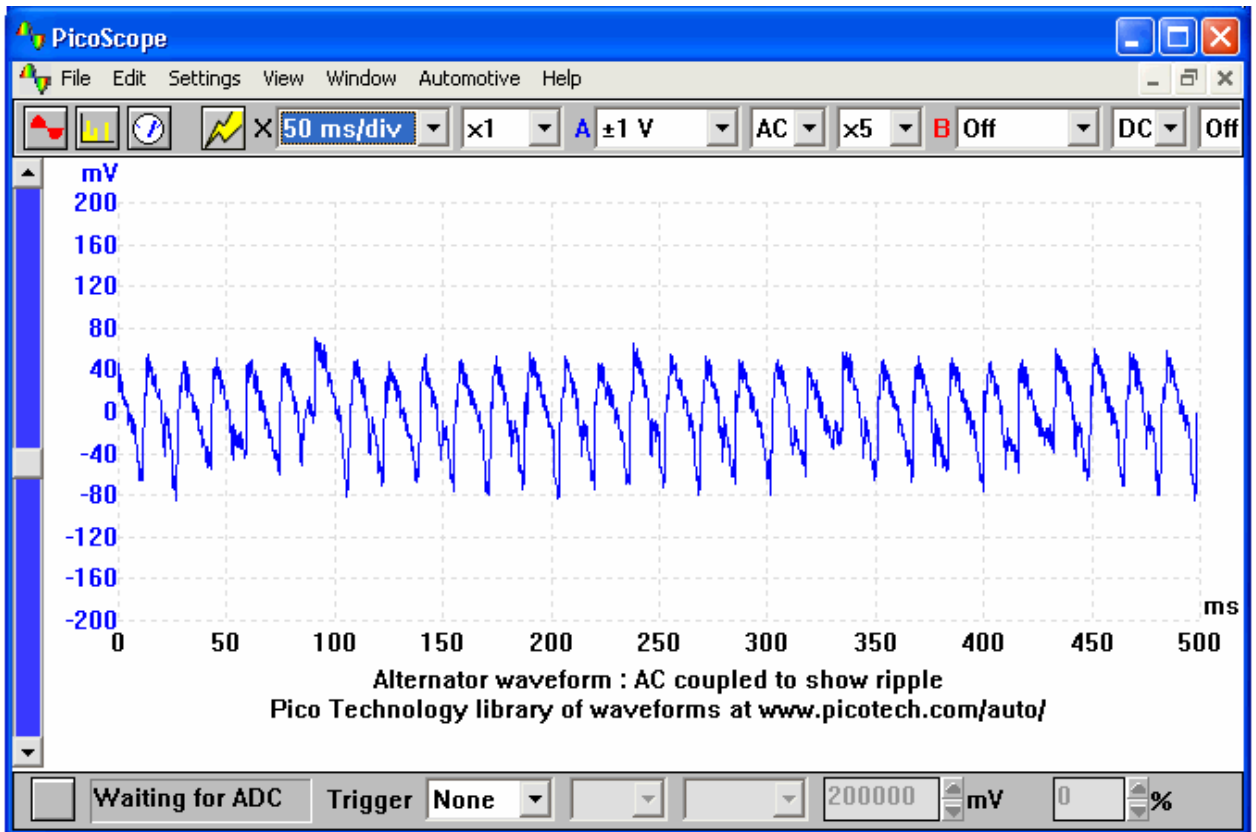 PicoScope
File Edit Settings View Window Automotive Help
X 50 ms/div x1 A ±1 V AC x5 B Off DC Off
mV
200
160
120
80
40
0
-40
-80
-120
-160
-200
ms
0 50 100 150 200 250 300 350 400 450 500
Alternator waveform : AC coupled to show ripple
Pico Technology library of waveforms at www.picotech.com/auto/
Waiting for ADC Trigger None 200000 mV 0 %